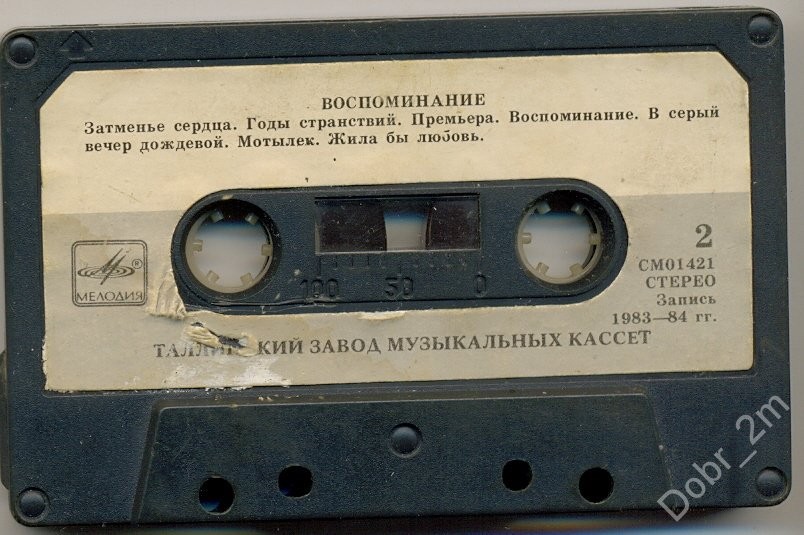 ВОСПОМИНАНИЕ
Затменье сердца. Годы странствий. Премьера. Воспоминание. В серый
вечер дождевой. Мотылек. Жила бы любовь.
2
СМ01421
СТЕРЕО
Запись
1983—84 гг.
МЕЛОДИЯ
100 50 0
ЗАВОД МУЗЫКАЛЬНЫХ КАССЕТ
Dobr_2m